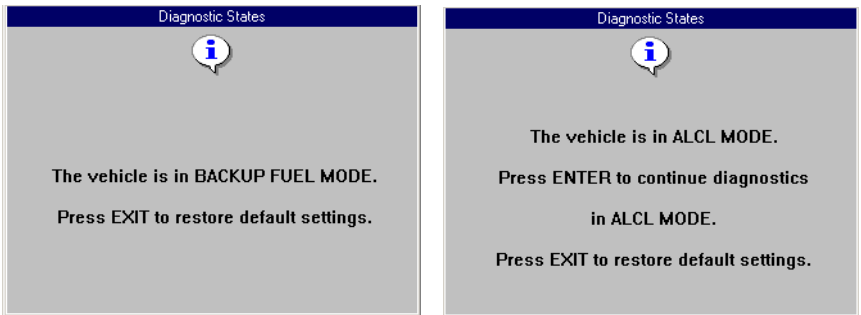 Diagnostic States
The vehicle is in BACKUP FUEL MODE.
Press EXIT to restore default settings.
Diagnostic States
The vehicle is in ALCL MODE.
Press ENTER to continue diagnostics
in ALCL MODE.
Press EXIT to restore default settings.